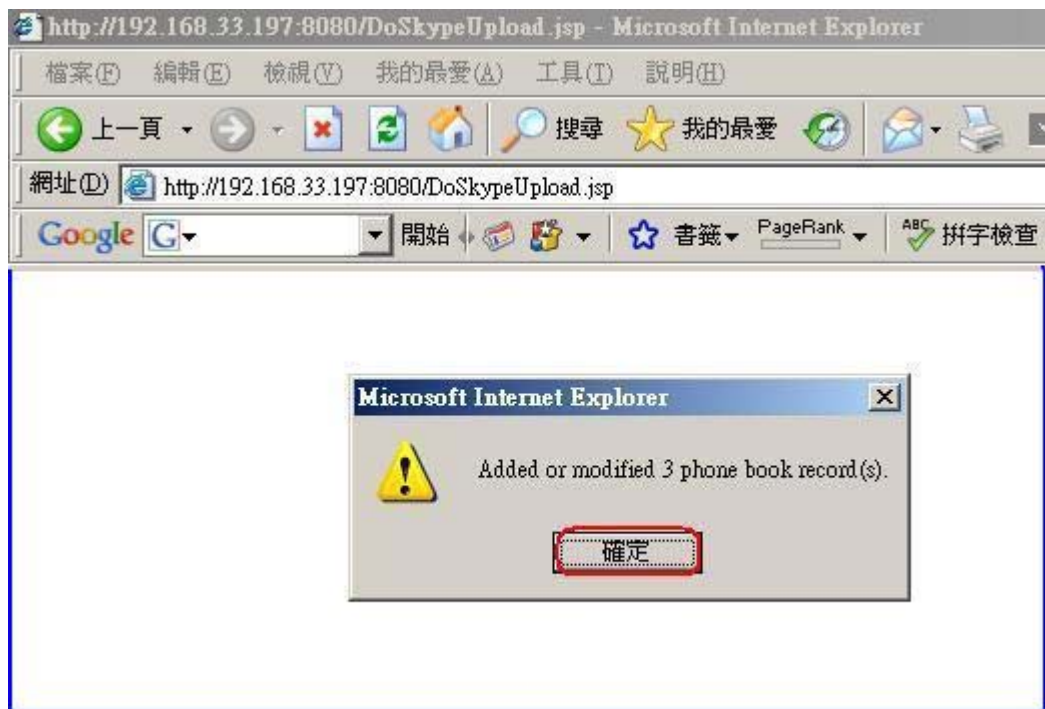 http://192.168.33.197:8080/DoSkypeUpload.jsp - Microsoft Internet Explorer
檔案(F) 編輯(E) 檢視(V) 我的最愛(A) 工具(T) 說明(H)
上一頁 搜尋 我的最愛
網址(D) http://192.168.33.197:8080/DoSkypeUpload.jsp
Google G 開始 書籤 PageRank ABC 拼字檢查
Microsoft Internet Explorer
Added or modified 3 phone book record(s).
確定